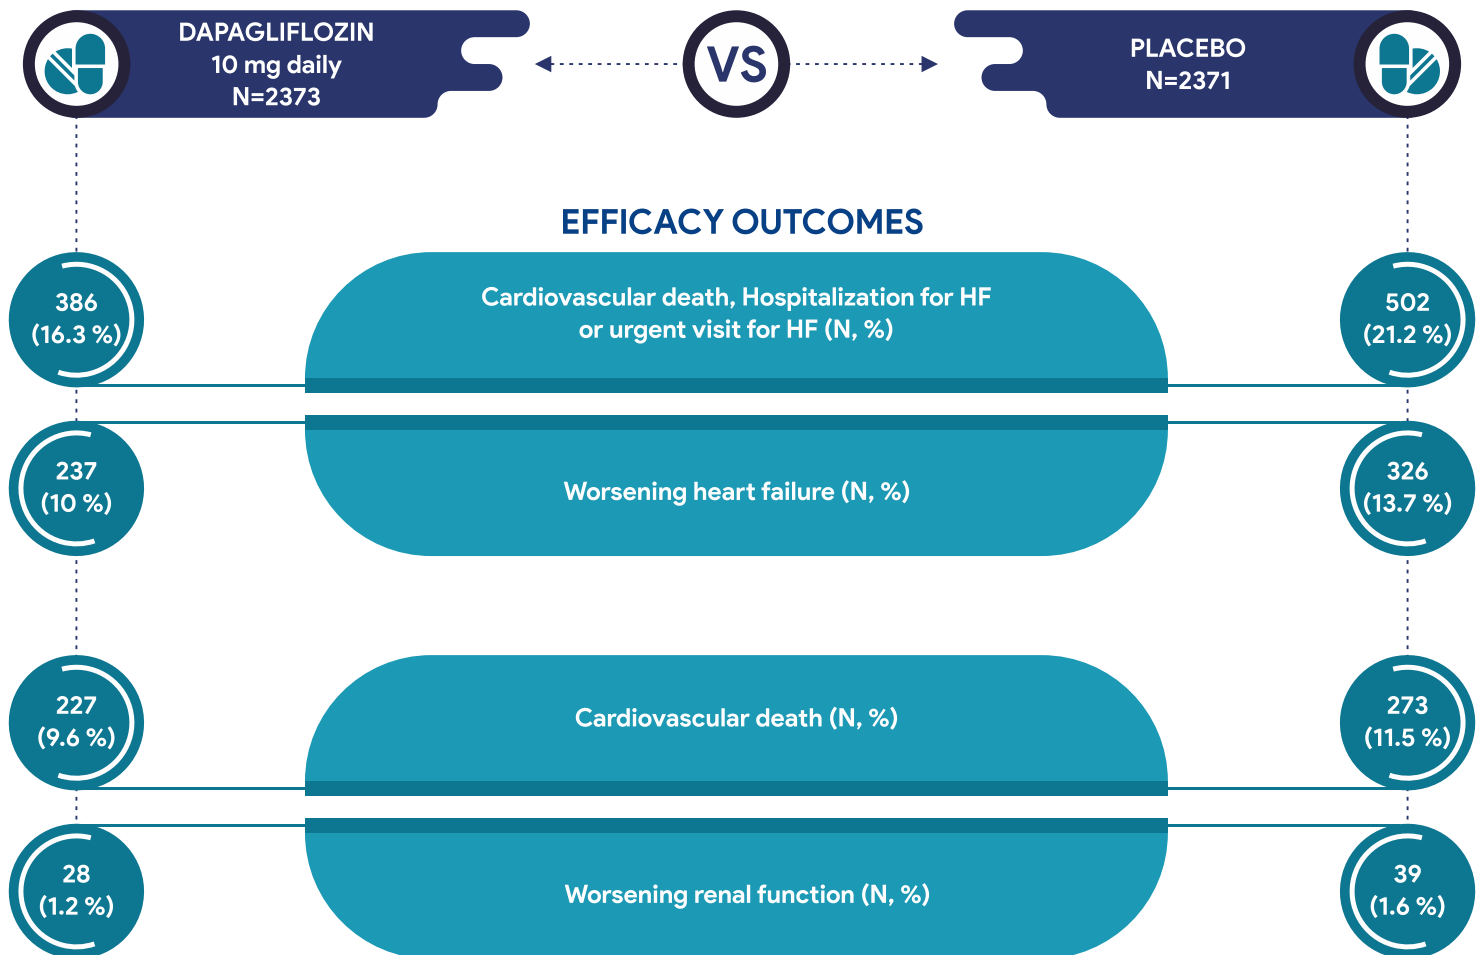 DAPAGLIFLOZIN
10 mg daily
N=2373
VS
PLACEBO
N=2371
EFFICACY OUTCOMES
386
(16.3 %)
Cardiovascular death, Hospitalization for HF
or urgent visit for HF (N, %)
502
(21.2 %)
237
(10 %)
Worsening heart failure (N, %)
326
(13.7 %)
227
(9.6 %)
Cardiovascular death (N, %)
273
(11.5 %)
28
(1.2 %)
Worsening renal function (N, %)
39
(1.6 %)